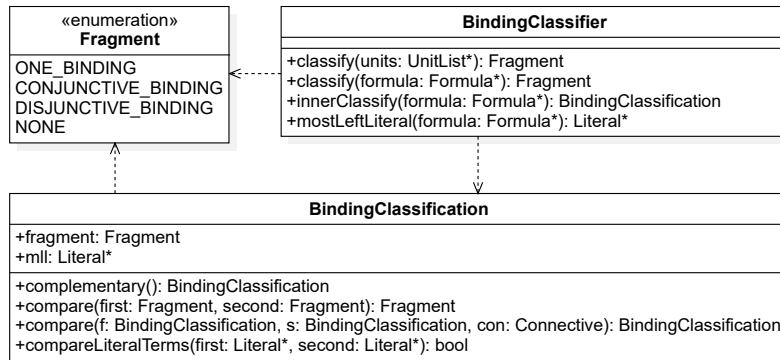 «enumeration»
Fragment
ONE_BINDING
CONJUNCTIVE_BINDING
DISJUNCTIVE_BINDING
NONE
BindingClassifier
+classify(units: UnitList*): Fragment
+classify(formula: Formula*): Fragment
+innerClassify(formula: Formula*): BindingClassification
+mostLeftLiteral(formula: Formula*): Literal*
BindingClassification
+fragment: Fragment
+mll: Literal*
+complementary(): BindingClassification
+compare(first: Fragment, second: Fragment): Fragment
+compare(f: BindingClassification, s: BindingClassification, con: Connective): BindingClassification
+compareLiteralTerms(first: Literal*, second: Literal*): bool